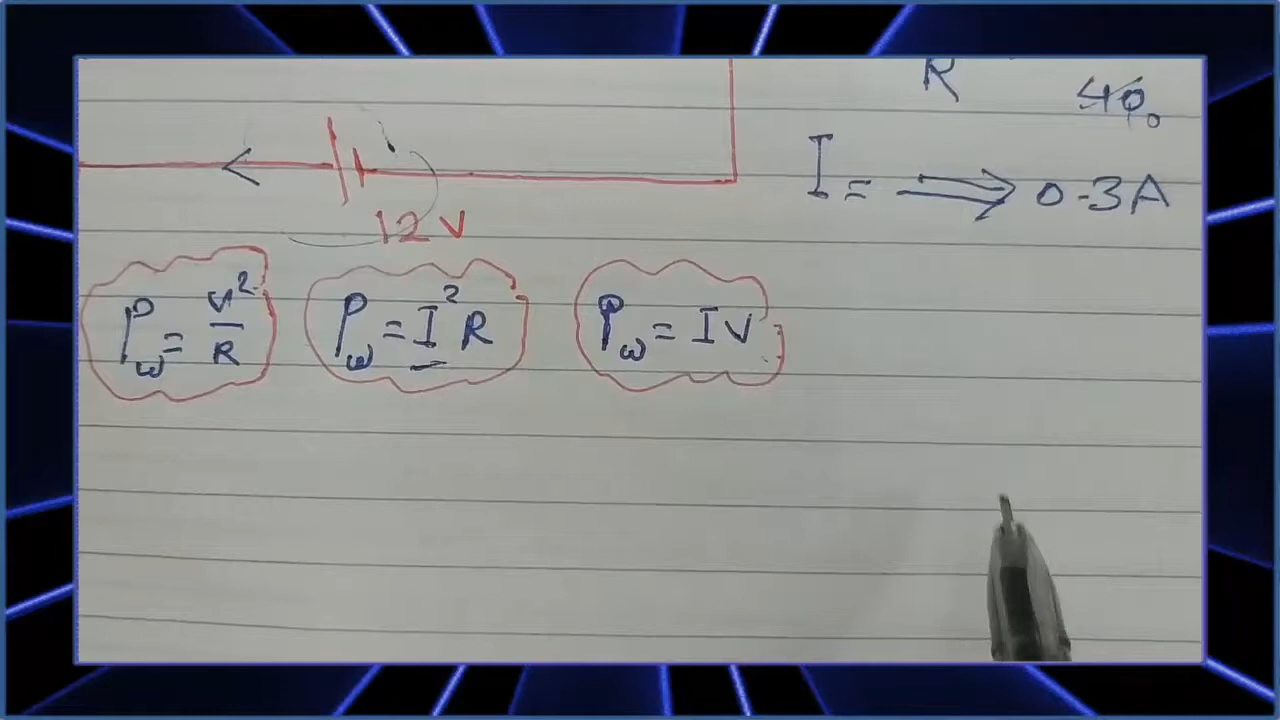 R 40
I = ⟹ 0.3A
12 V
Pω = V²/R
Pω = I²R
Pω = IV